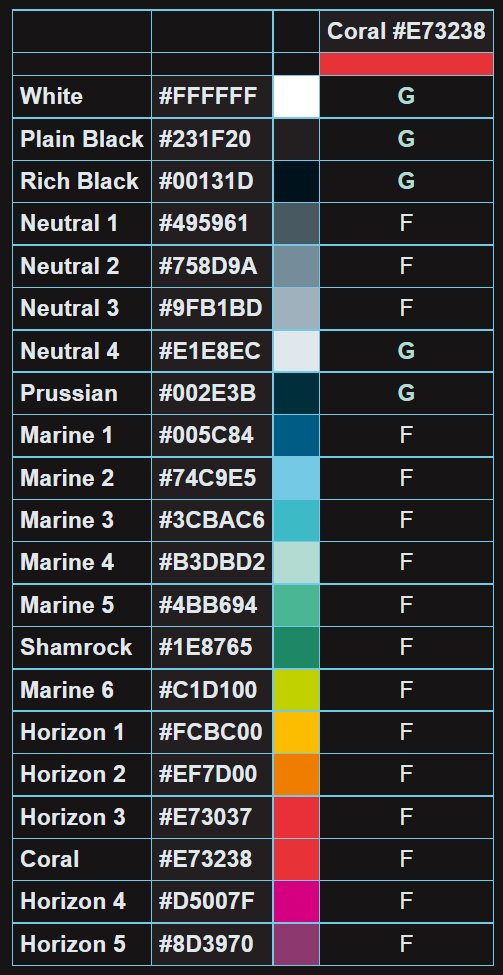 Coral #E73238
White #FFFFFF G
Plain Black #231F20 G
Rich Black #00131D G
Neutral 1 #495961 F
Neutral 2 #758D9A F
Neutral 3 #9FB1BD F
Neutral 4 #E1E8EC G
Prussian #002E3B G
Marine 1 #005C84 F
Marine 2 #74C9E5 F
Marine 3 #3CBAC6 F
Marine 4 #B3DBD2 F
Marine 5 #4BB694 F
Shamrock #1E8765 F
Marine 6 #C1D100 F
Horizon 1 #FCBC00 F
Horizon 2 #EF7D00 F
Horizon 3 #E73037 F
Coral #E73238 F
Horizon 4 #D5007F F
Horizon 5 #8D3970 F